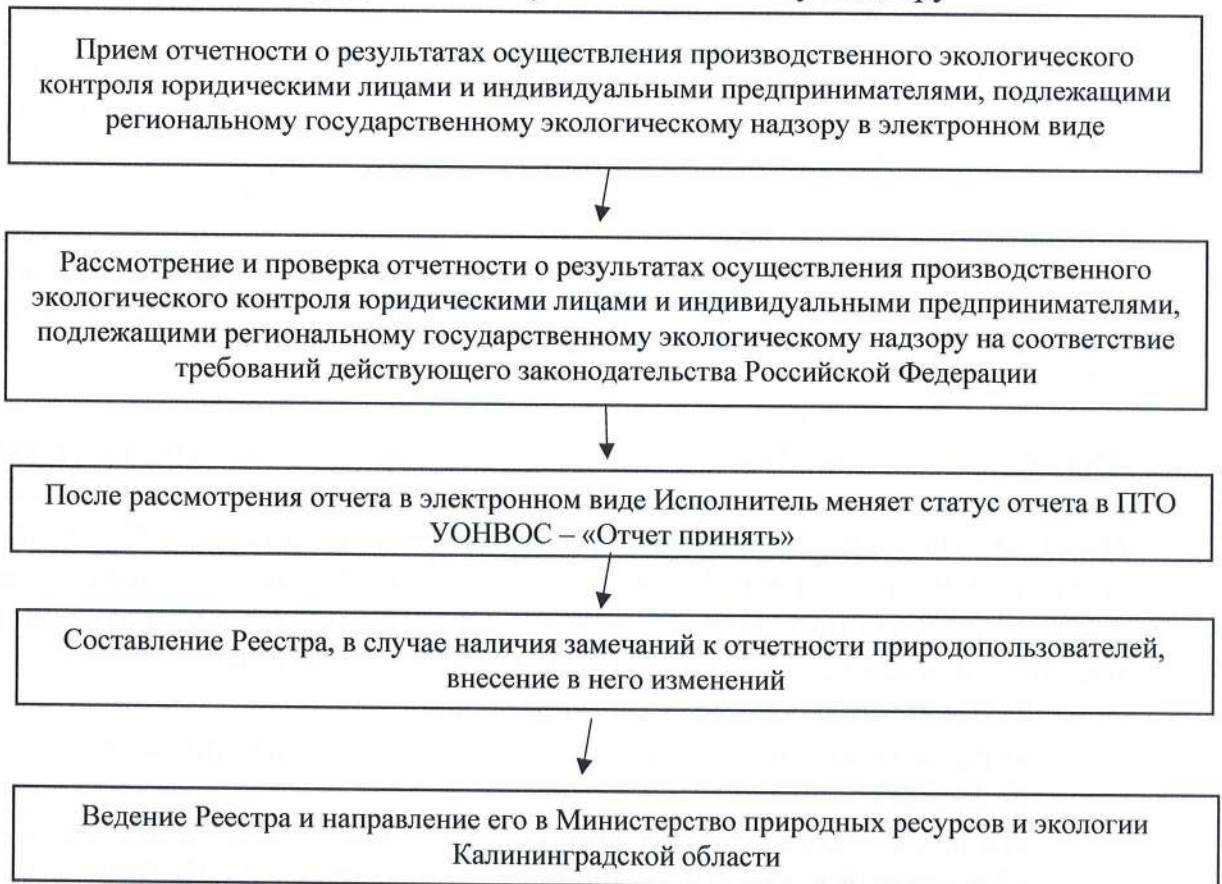 Прием отчетности о результатах осуществления производственного экологического
контроля юридическими лицами и индивидуальными предпринимателями, подлежащими
региональному государственному экологическому надзору в электронном виде
Рассмотрение и проверка отчетности о результатах осуществления производственного
экологического контроля юридическими лицами и индивидуальными предпринимателями,
подлежащими региональному государственному экологическому надзору на соответствие
требований действующего законодательства Российской Федерации
После рассмотрения отчета в электронном виде Исполнитель меняет статус отчета в ПТО
УОНВОС – «Отчет принять»
Составление Реестра, в случае наличия замечаний к отчетности природопользователей,
внесение в него изменений
Ведение Реестра и направление его в Министерство природных ресурсов и экологии
Калининградской области